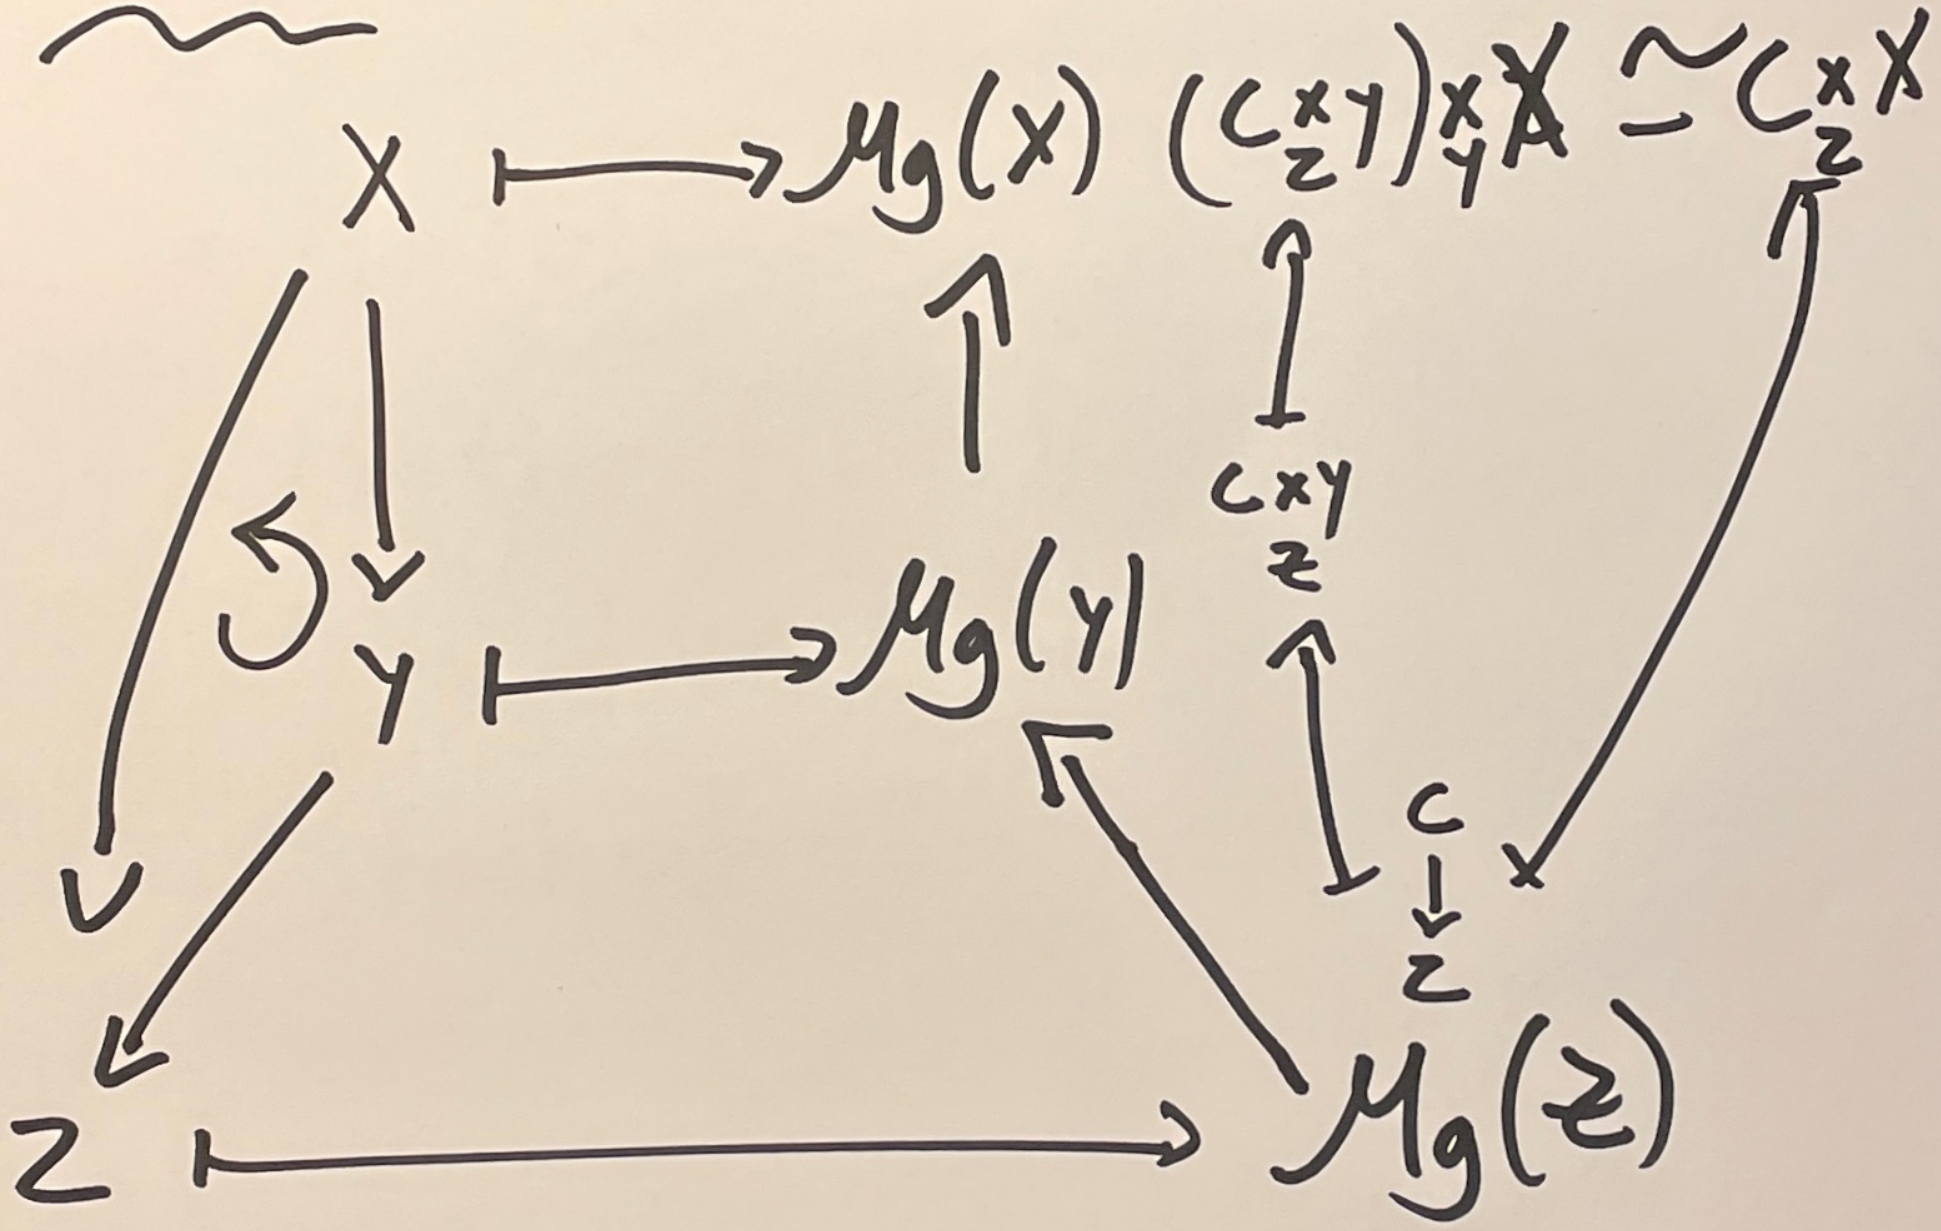 X ↦ ℳg(X) (C ×_Z Y) ×_Y X ≃ C ×_Z X
C ×_Z Y
Y ↦ ℳg(Y)
C
↓
Z
Z ↦ ℳg(Z)